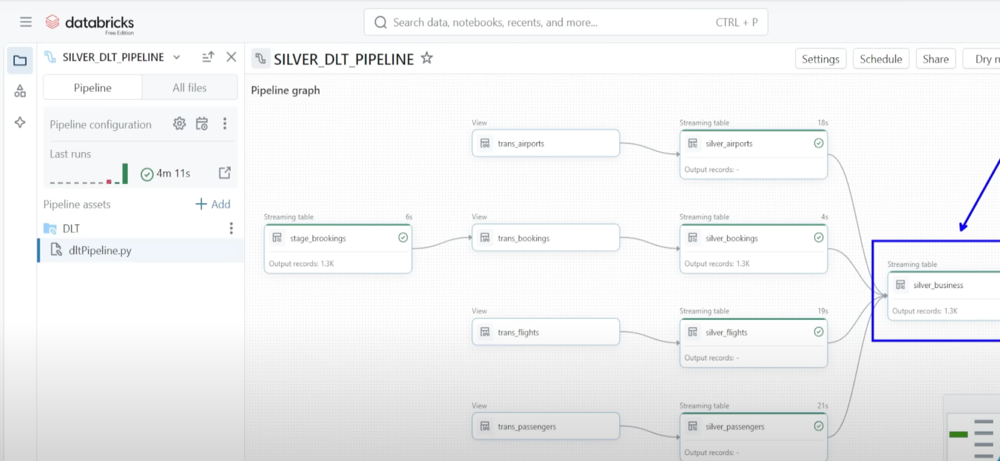 databricks
Free Edition
Search data, notebooks, recents, and more...
CTRL + P
SILVER_DLT_PIPELINE
Pipeline
All files
Pipeline configuration
Last runs
4m 11s
Pipeline assets
+ Add
DLT
dltPipeline.py
SILVER_DLT_PIPELINE
Settings
Schedule
Share
Dry
Pipeline graph
View
trans_airports
Streaming table 18s
silver_airports
Output records: -
Streaming table 6s
stage_brookings
Output records: 1.3K
View
trans_bookings
Streaming table 4s
silver_bookings
Output records: 1.3K
Streaming table
silver_business
Output records: 1.3K
View
trans_flights
Streaming table 19s
silver_flights
Output records: -
View
trans_passengers
Streaming table 21s
silver_passengers
Output records: -